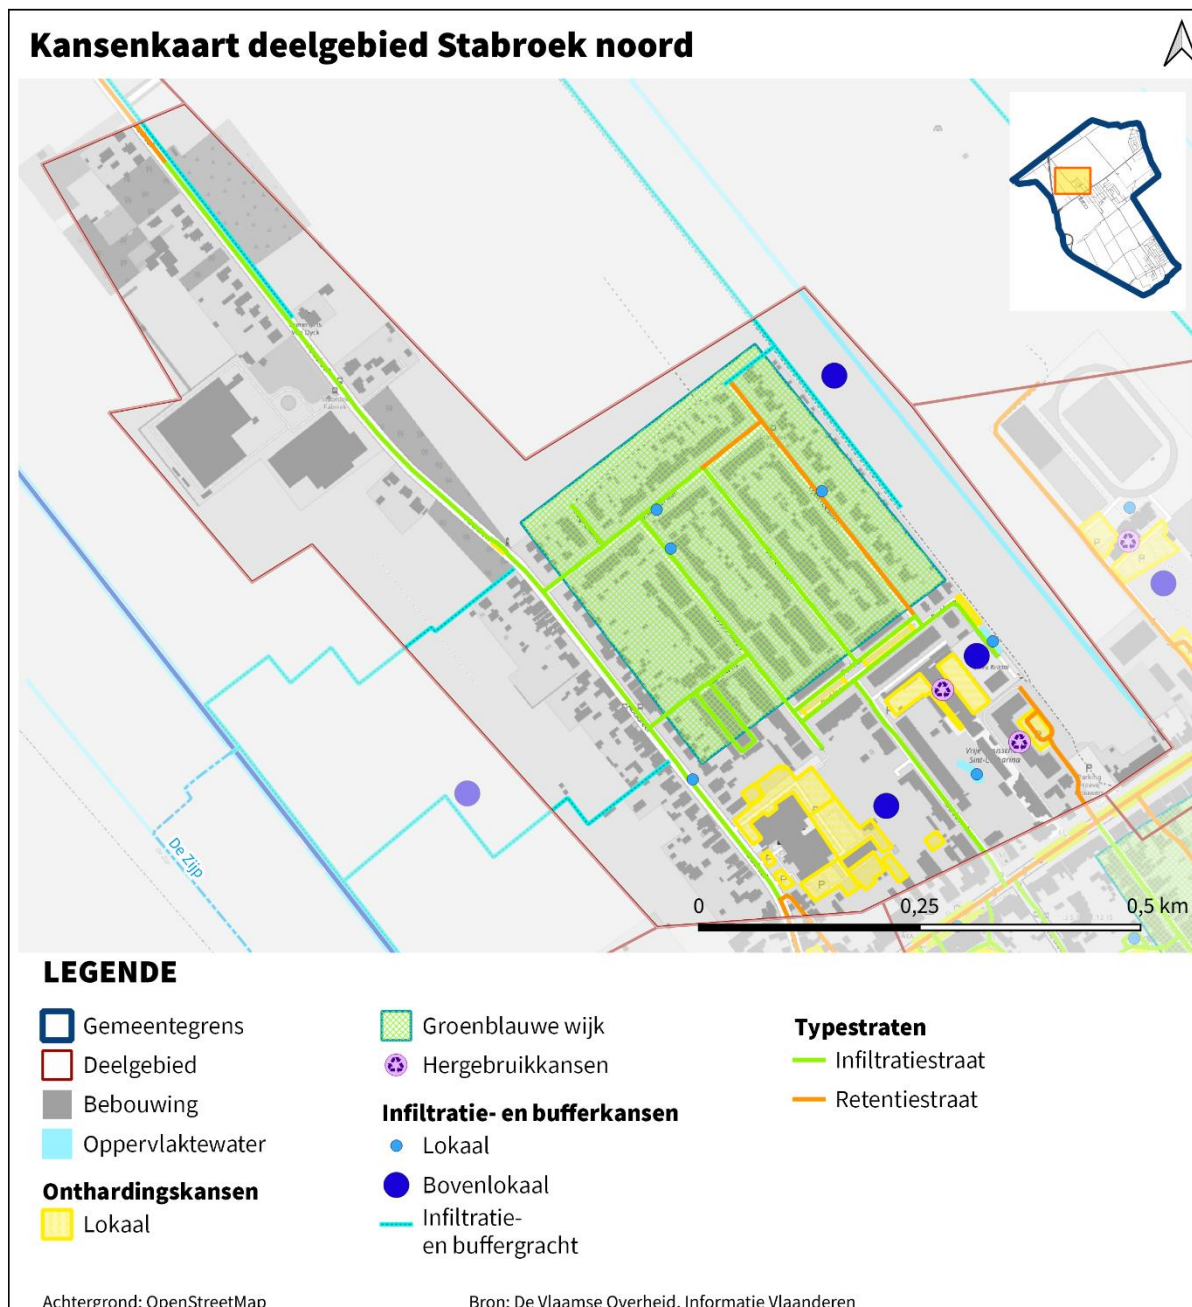 Kansenkaart deelgebied Stabroek noord
De Zijp
P
P
P
0
0,25
0,5 km
LEGENDE
Gemeentegrens
Deelgebied
Bebouwing
Oppervlaktewater
Onthardingskansen
Lokaal
Groenblauwe wijk
Hergebruikkansen
Infiltratie- en bufferkansen
Lokaal
Bovenlokaal
Infiltratie-
en buffergracht
Typestraten
Infiltratiestraat
Retentiestraat
Achtergrond: OpenStreetMap
Bron: De Vlaamse Overheid, Informatie Vlaanderen